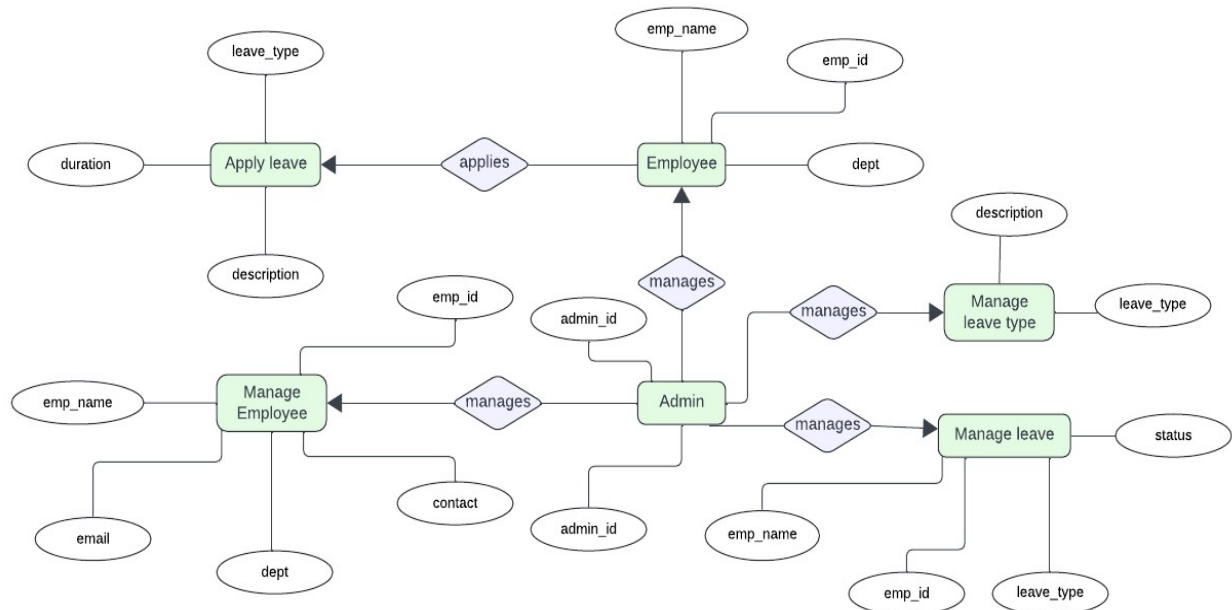 emp_name
leave_type
emp_id
duration
Apply leave
applies
Employee
dept
description
description
emp_id
manages
admin_id
manages
Manage
leave type
leave_type
emp_name
Manage
Employee
manages
Admin
manages
Manage leave
status
email
contact
admin_id
emp_name
dept
emp_id
leave_type